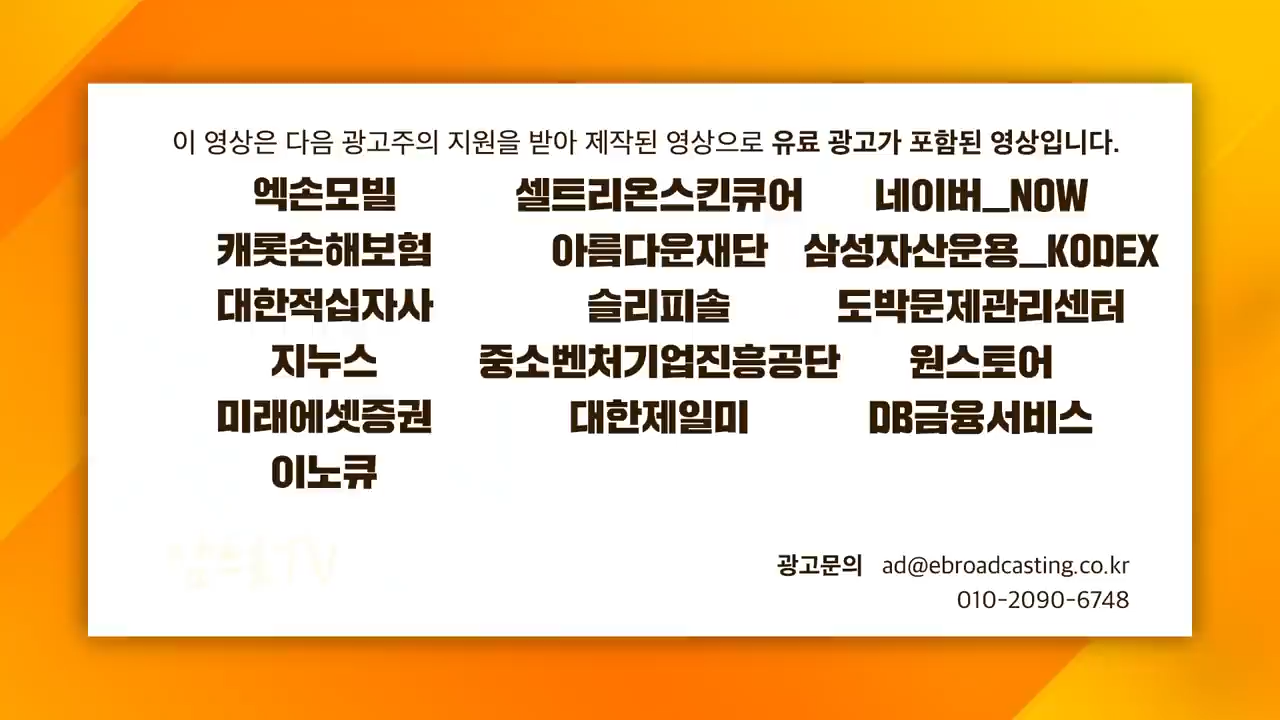 이 영상은 다음 광고주의 지원을 받아 제작된 영상으로 유료 광고가 포함된 영상입니다.
엑손모빌 셀트리온스킨큐어 네이버_NOW
캐롯손해보험 아름다운재단 삼성자산운용_KODEX
대한적십자사 슬리피솔 도박문제관리센터
지누스 중소벤처기업진흥공단 원스토어
미래에셋증권 대한제일미 DB금융서비스
이노큐
광고문의 ad@ebroadcasting.co.kr
010-2090-6748